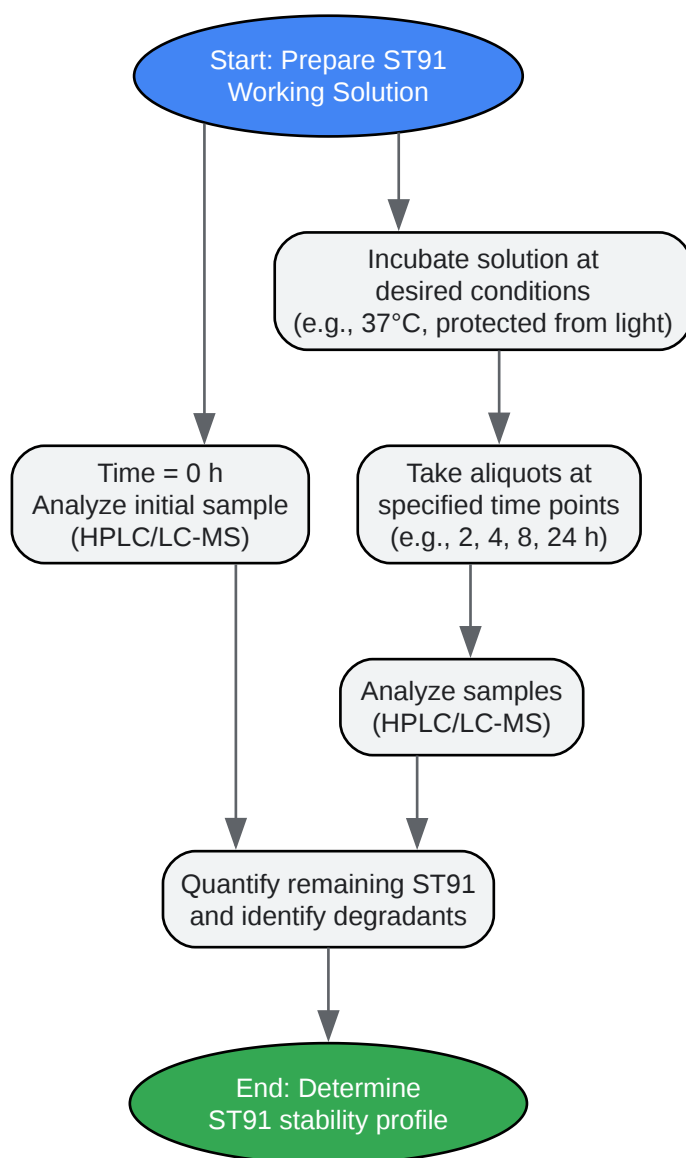 Start: Prepare ST91
Working Solution
Incubate solution at
desired conditions
(e.g., 37°C, protected from light)
Time = 0 h
Analyze initial sample
(HPLC/LC-MS)
Take aliquots at
specified time points
(e.g., 2, 4, 8, 24 h)
Analyze samples
(HPLC/LC-MS)
Quantify remaining ST91
and identify degradants
End: Determine
ST91 stability profile